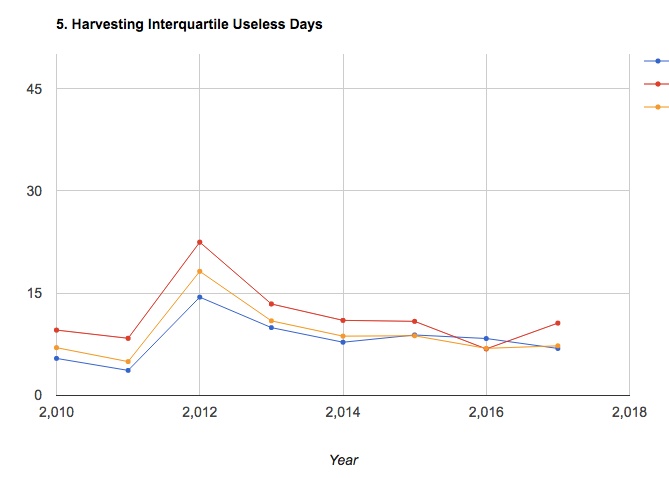 5. Harvesting Interquartile Useless Days
45
30
15
0
2,010 2,012 2,014 2,016 2,018
Year